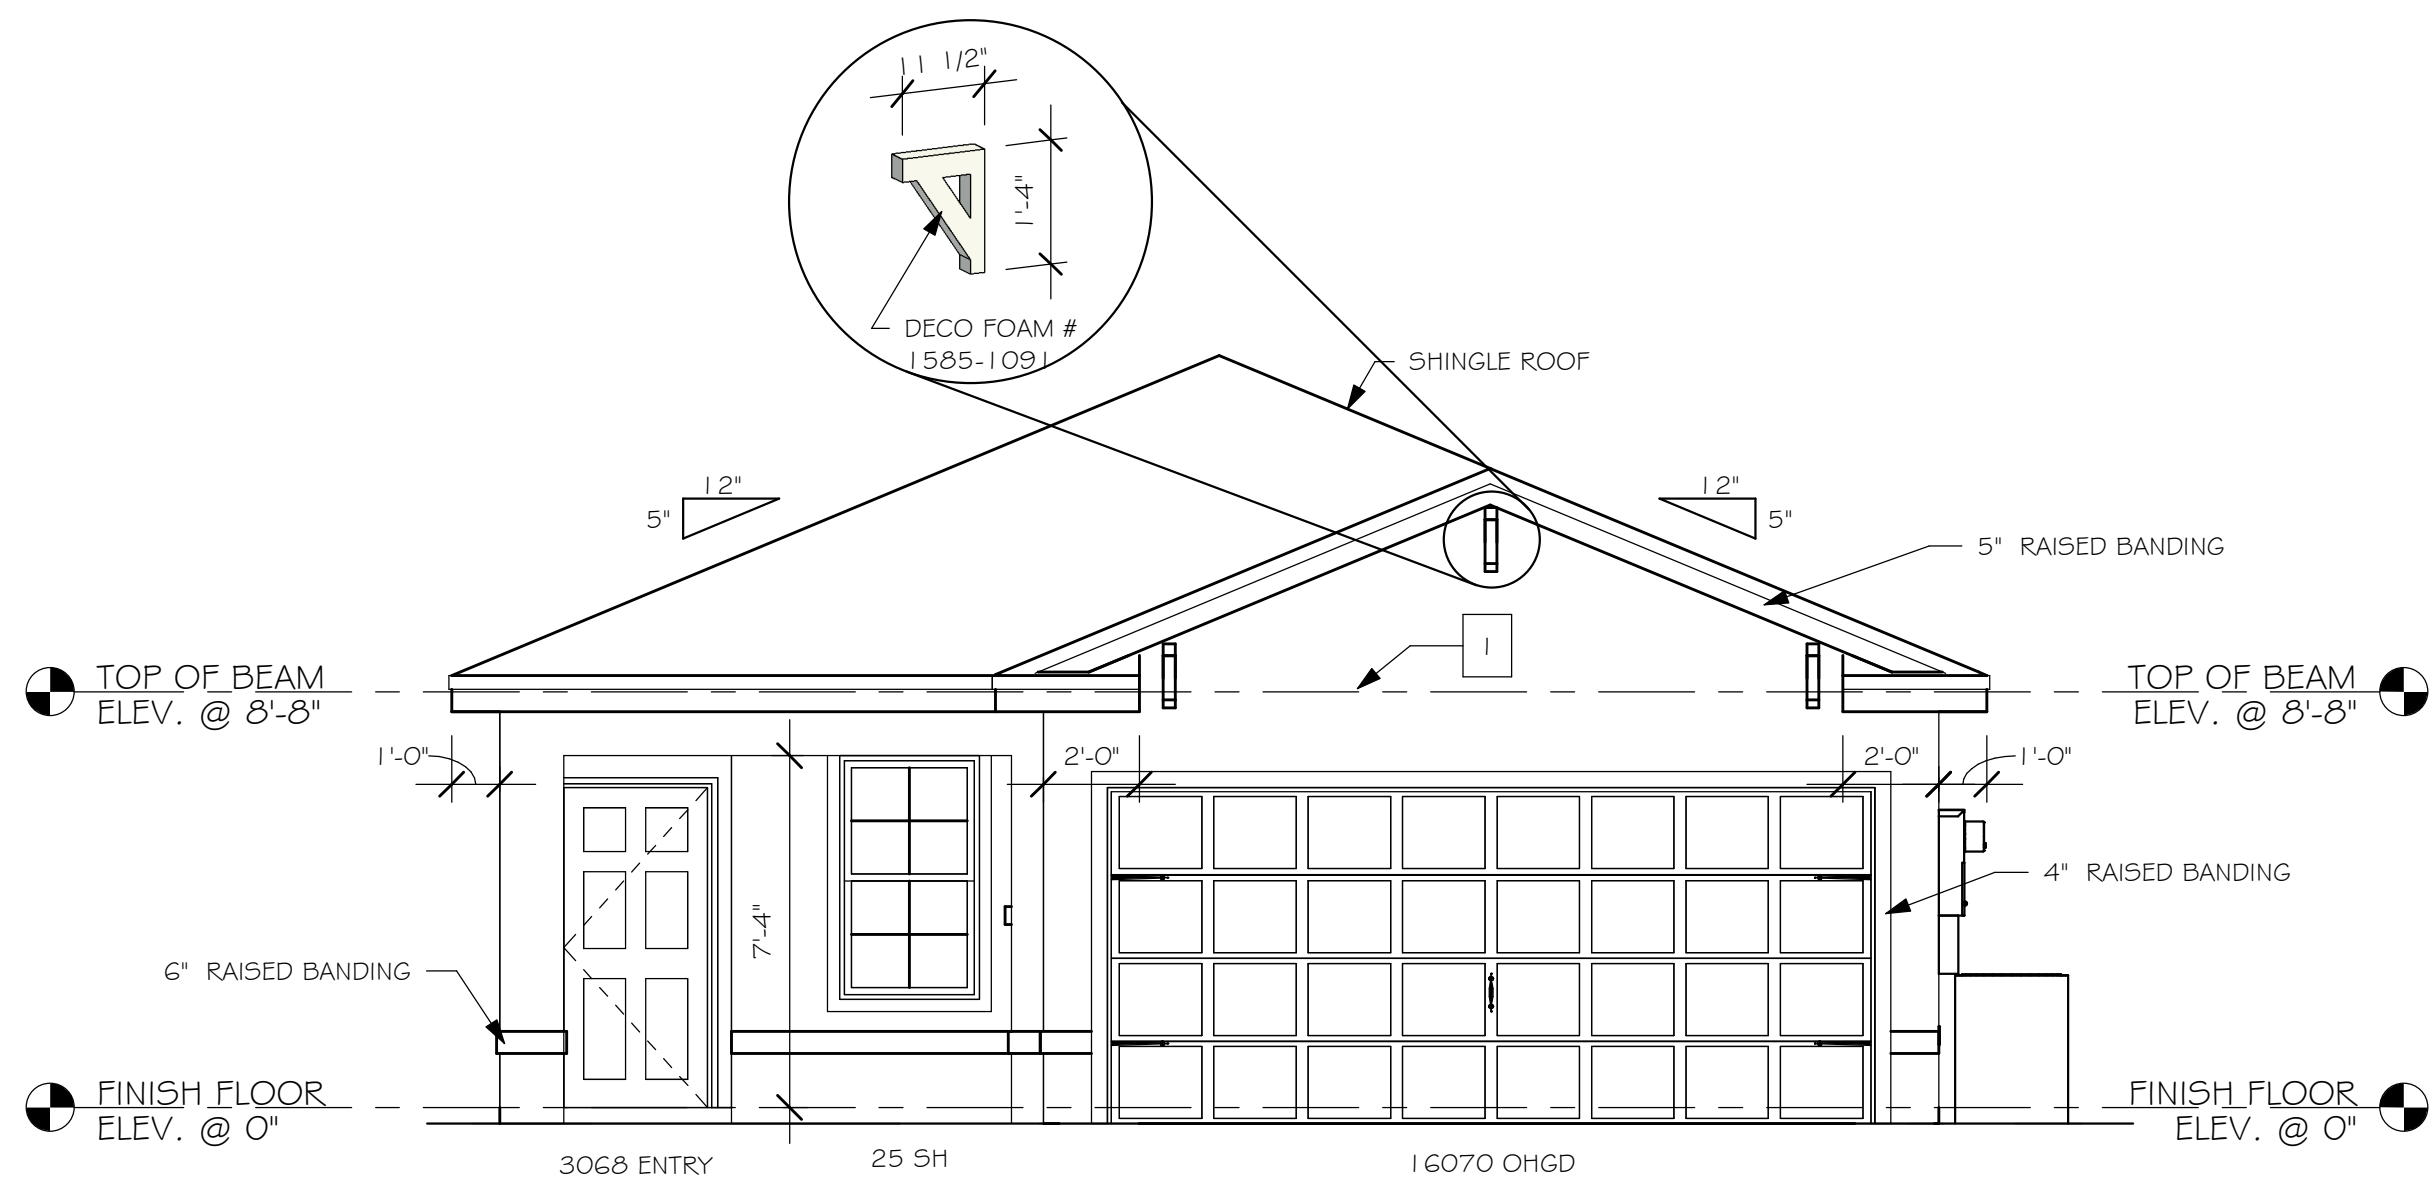 11 1/2"
1'-4"
DECO FOAM #
1585-1091
SHINGLE ROOF
12"
5"
12"
5"
5" RAISED BANDING
1
TOP OF BEAM
ELEV. @ 8'-8"
TOP OF BEAM
ELEV. @ 8'-8"
1'-0"
2'-0"
2'-0"
1'-0"
4" RAISED BANDING
7'-4"
6" RAISED BANDING
FINISH FLOOR
ELEV. @ 0"
FINISH FLOOR
ELEV. @ 0"
3068 ENTRY
25 SH
16070 OHGD